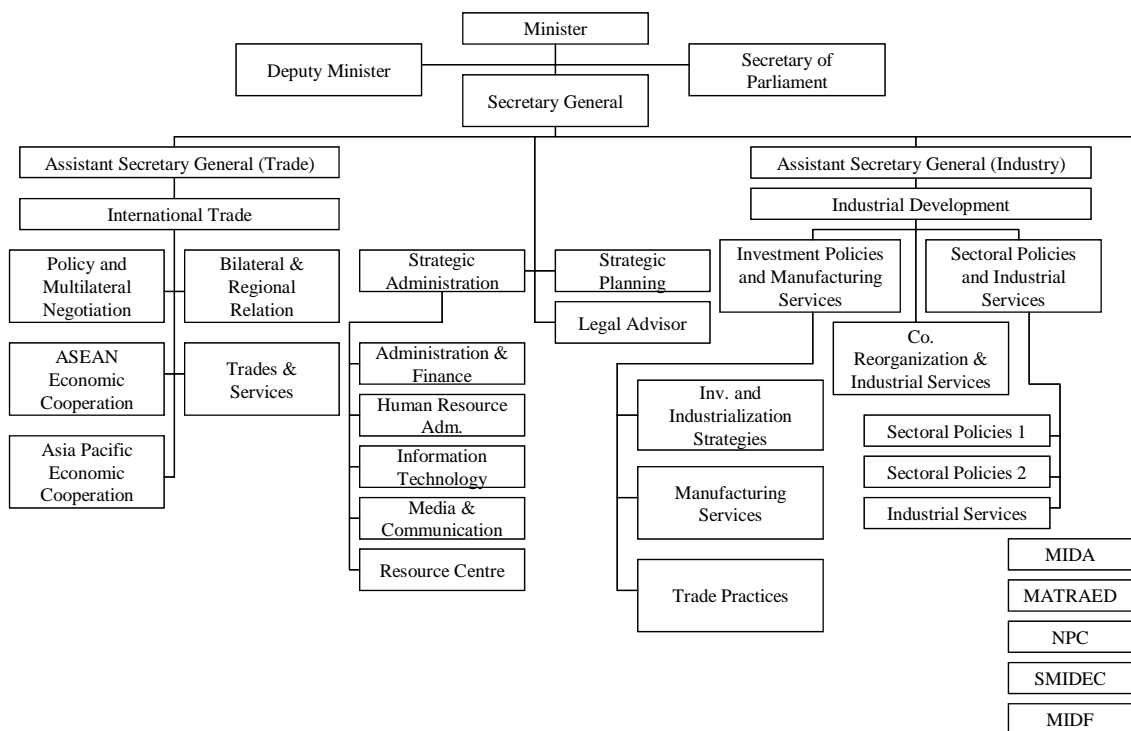 Minister
Deputy Minister
Secretary of
Parliament
Secretary General
Assistant Secretary General (Trade)
International Trade
Policy and
Multilateral
Negotiation
Bilateral &
Regional
Relation
ASEAN
Economic
Cooperation
Trades &
Services
Asia Pacific
Economic
Cooperation
Strategic
Administration
Strategic
Planning
Legal Advisor
Administration &
Finance
Human Resource
Adm.
Information
Technology
Media &
Communication
Resource Centre
Assistant Secretary General (Industry)
Industrial Development
Investment Policies
and Manufacturing
Services
Sectoral Policies
and Industrial
Services
Co.
Reorganization &
Industrial Services
Inv. and
Industrialization
Strategies
Manufacturing
Services
Trade Practices
Sectoral Policies 1
Sectoral Policies 2
Industrial Services
MIDA
MATRAED
NPC
SMIDEC
MIDF